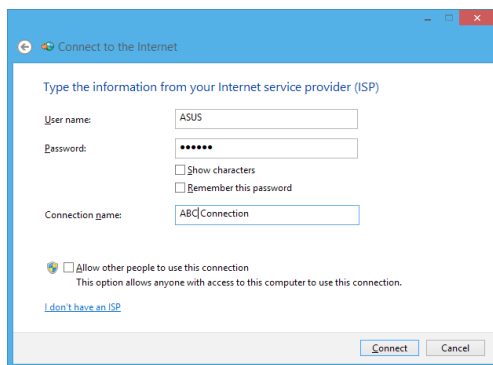 Connect to the Internet
Type the information from your Internet service provider (ISP)
User name: ASUS
Password: ••••••
Show characters
Remember this password
Connection name: ABC Connection
Allow other people to use this connection
This option allows anyone with access to this computer to use this connection.
I don't have an ISP
Connect Cancel